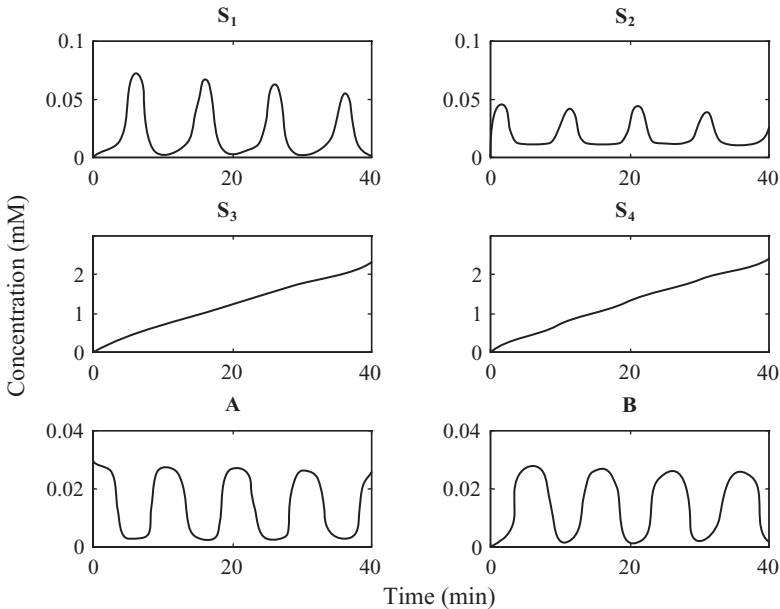 S₁ S₂
0.1 0.1
0.05 0.05
0 0
0 20 40 0 20 40
Concentration (mM)
S₃ S₄
2 2
1 1
0 0
0 20 40 0 20 40
A B
0.04 0.04
0.02 0.02
0 0
0 20 40 0 20 40
Time (min)